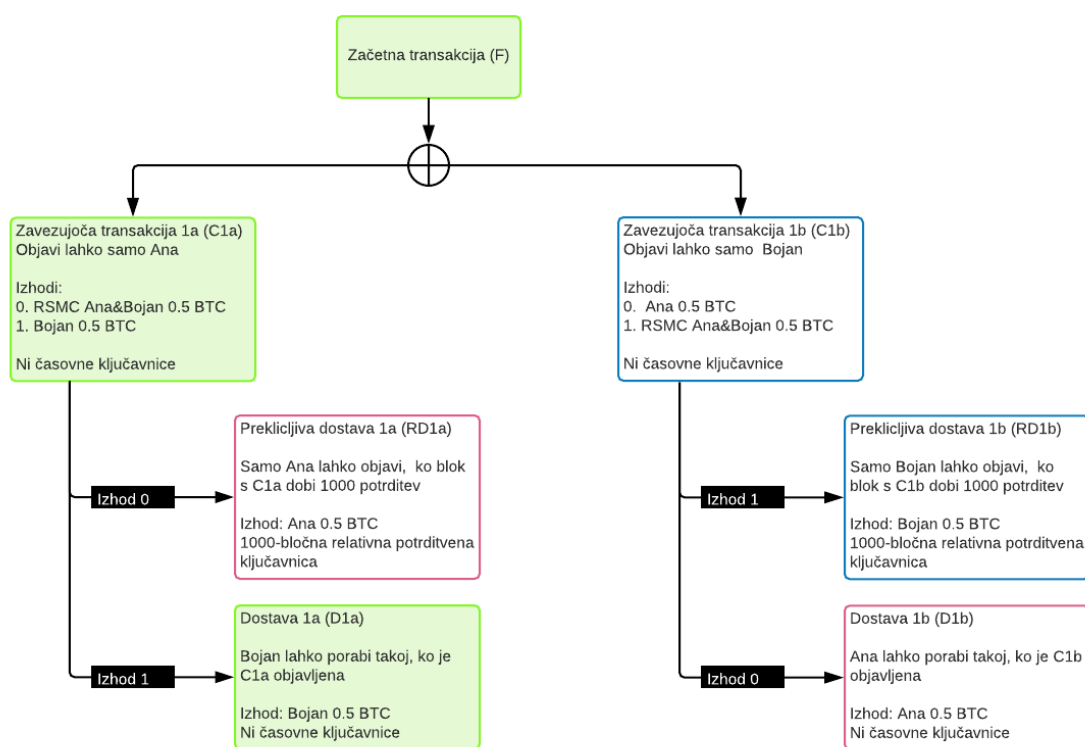 Začetna transakcija (F)
Zavezujoča transakcija 1a (C1a)
Objavi lahko samo Ana
Izhodi:
0. RSMC Ana&Bojan 0.5 BTC
1. Bojan 0.5 BTC
Ni časovne ključavnice
Zavezujoča transakcija 1b (C1b)
Objavi lahko samo Bojan
Izhodi:
0. Ana 0.5 BTC
1. RSMC Ana&Bojan 0.5 BTC
Ni časovne ključavnice
Izhod 0
Preklicljiva dostava 1a (RD1a)
Samo Ana lahko objavi, ko blok
s C1a dobi 1000 potrditev
Izhod: Ana 0.5 BTC
1000-bločna relativna potrditvena
ključavnica
Izhod 1
Preklicljiva dostava 1b (RD1b)
Samo Bojan lahko objavi, ko
blok s C1b dobi 1000 potrditev
Izhod: Bojan 0.5 BTC
1000-bločna relativna potrditvena
ključavnica
Izhod 1
Dostava 1a (D1a)
Bojan lahko porabi takoj, ko je
C1a objavljena
Izhod: Bojan 0.5 BTC
Ni časovne ključavnice
Izhod 0
Dostava 1b (D1b)
Ana lahko porabi takoj, ko je C1b
objavljena
Izhod: Ana 0.5 BTC
Ni časovne ključavnice